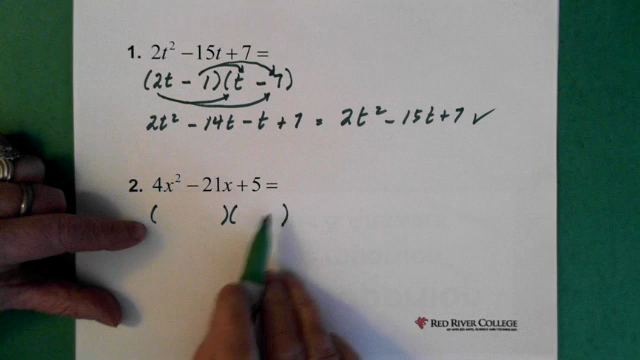 1. 2t² − 15t + 7 =
(2t − 1)(t − 7)
2t² − 14t − t + 7 = 2t² − 15t + 7 ✓
2. 4x² − 21x + 5 =
(   )(   )
RED RIVER COLLEGE